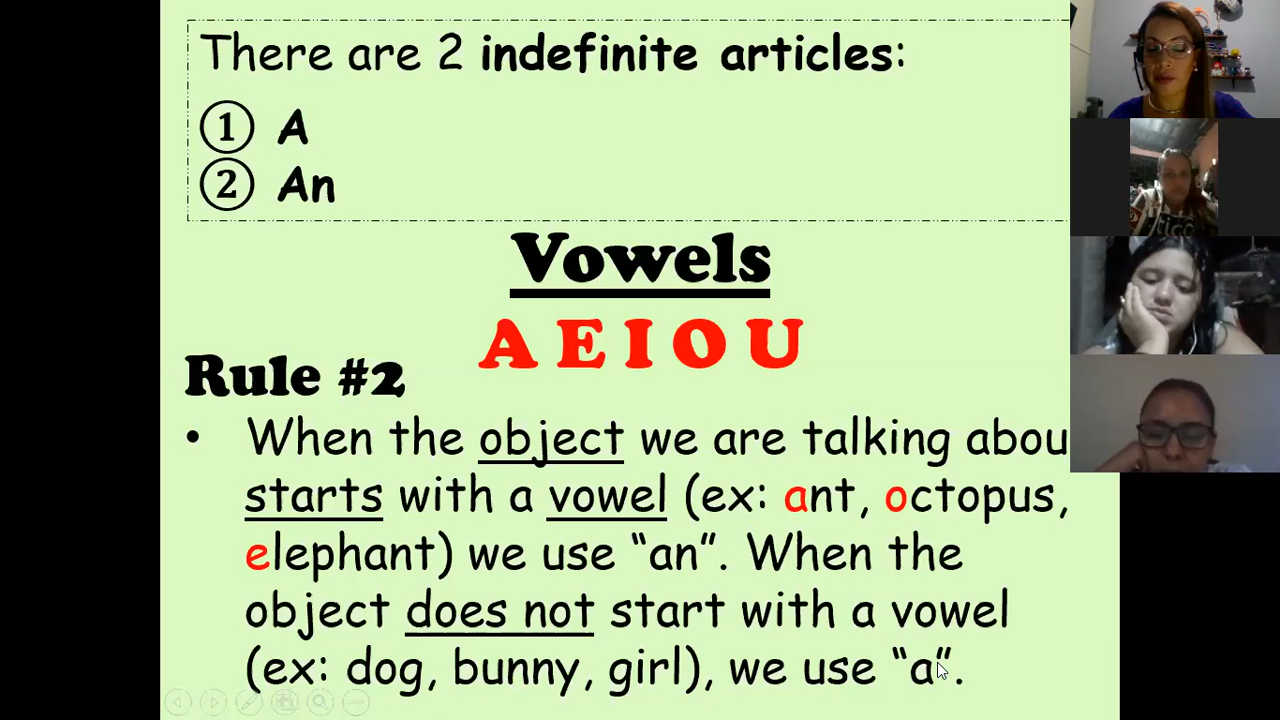 There are 2 indefinite articles:
① A
② An
Vowels
A E I O U
Rule #2
• When the object we are talking abou
starts with a vowel (ex: ant, octopus,
elephant) we use “an”. When the
object does not start with a vowel
(ex: dog, bunny, girl), we use “a”.